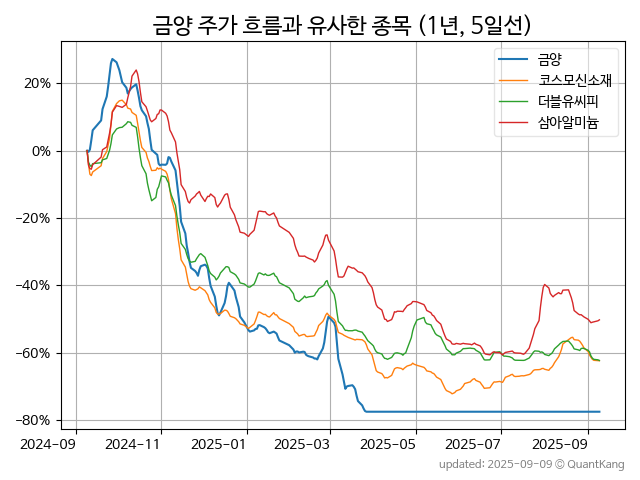 금양 주가 흐름과 유사한 종목 (1년, 5일선)
금양
코스모신소재
더블유씨피
삼아알미늄
20%
0%
−20%
−40%
−60%
−80%
2024-09 2024-11 2025-01 2025-03 2025-05 2025-07 2025-09
updated: 2025-09-09 © QuantKang